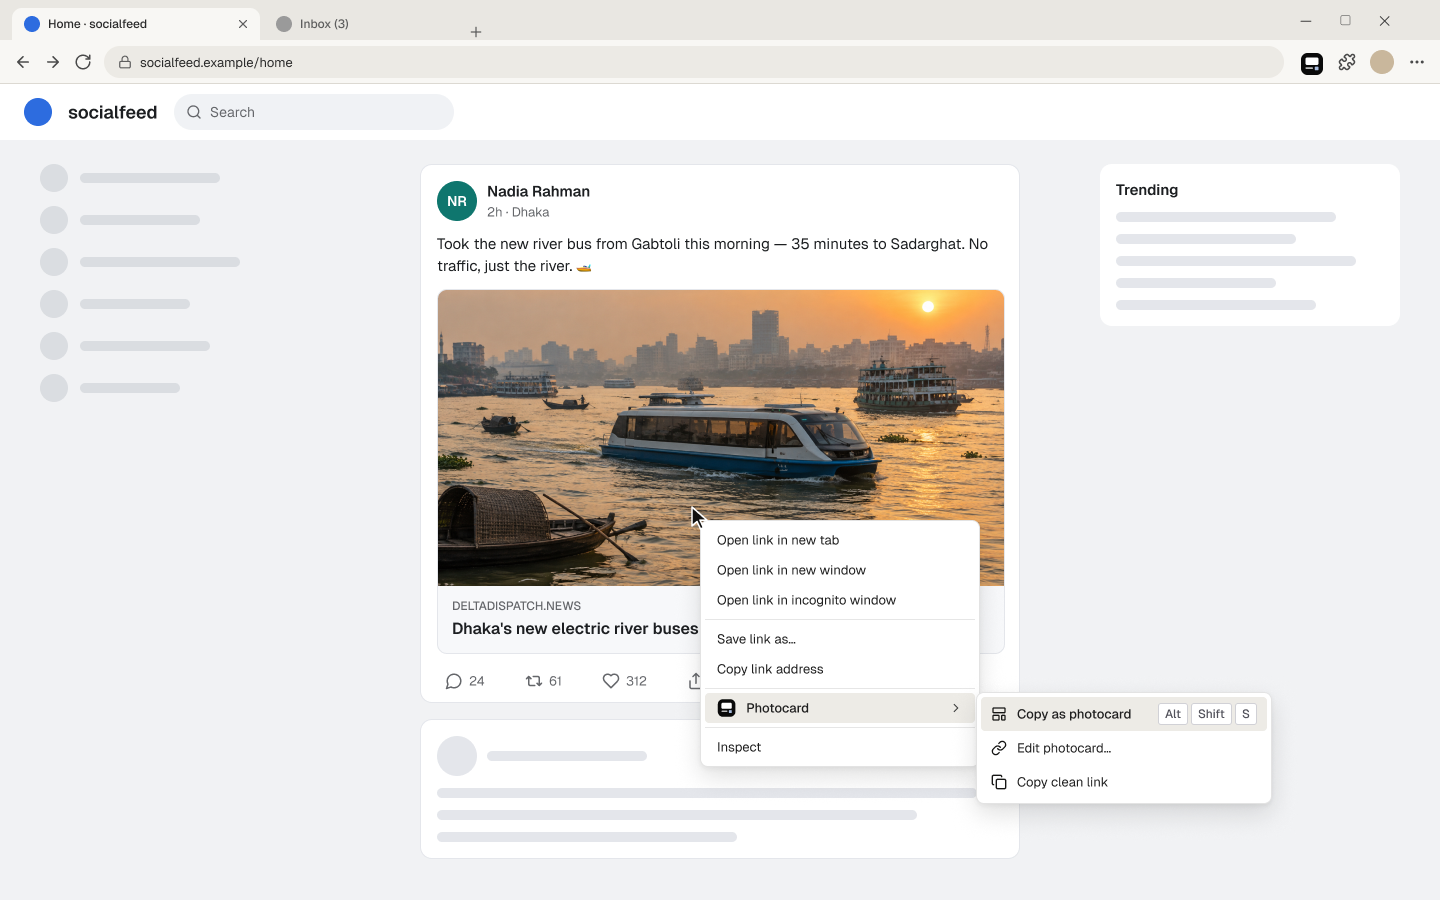 Home · socialfeed
Inbox (3)
socialfeed.example/home
socialfeed
Search
NR
Nadia Rahman
2h · Dhaka
Took the new river bus from Gabtoli this morning — 35 minutes to Sadarghat. No
traffic, just the river. 🚤
DELTADISPATCH.NEWS
Dhaka's new electric river buses
24
61
312
Open link in new tab
Open link in new window
Open link in incognito window
Save link as…
Copy link address
Photocard
Inspect
Copy as photocard Alt Shift S
Edit photocard…
Copy clean link
Trending